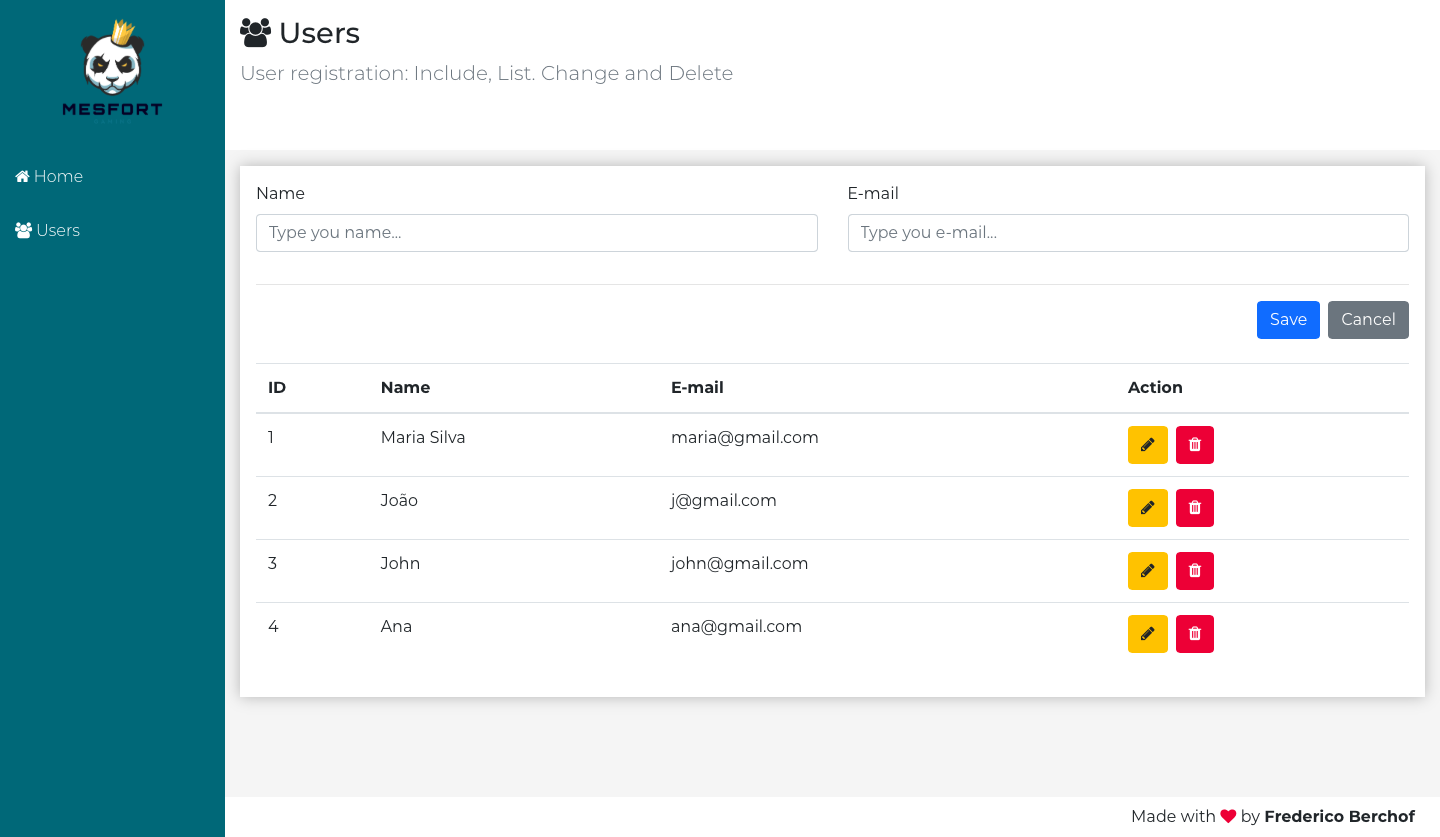 MESFORT
Home
Users
Users
User registration: Include, List. Change and Delete
Name
E-mail
Type you name...
Type you e-mail...
Save Cancel
ID Name E-mail Action
1 Maria Silva maria@gmail.com
2 João j@gmail.com
3 John john@gmail.com
4 Ana ana@gmail.com
Made with by Frederico Berchof